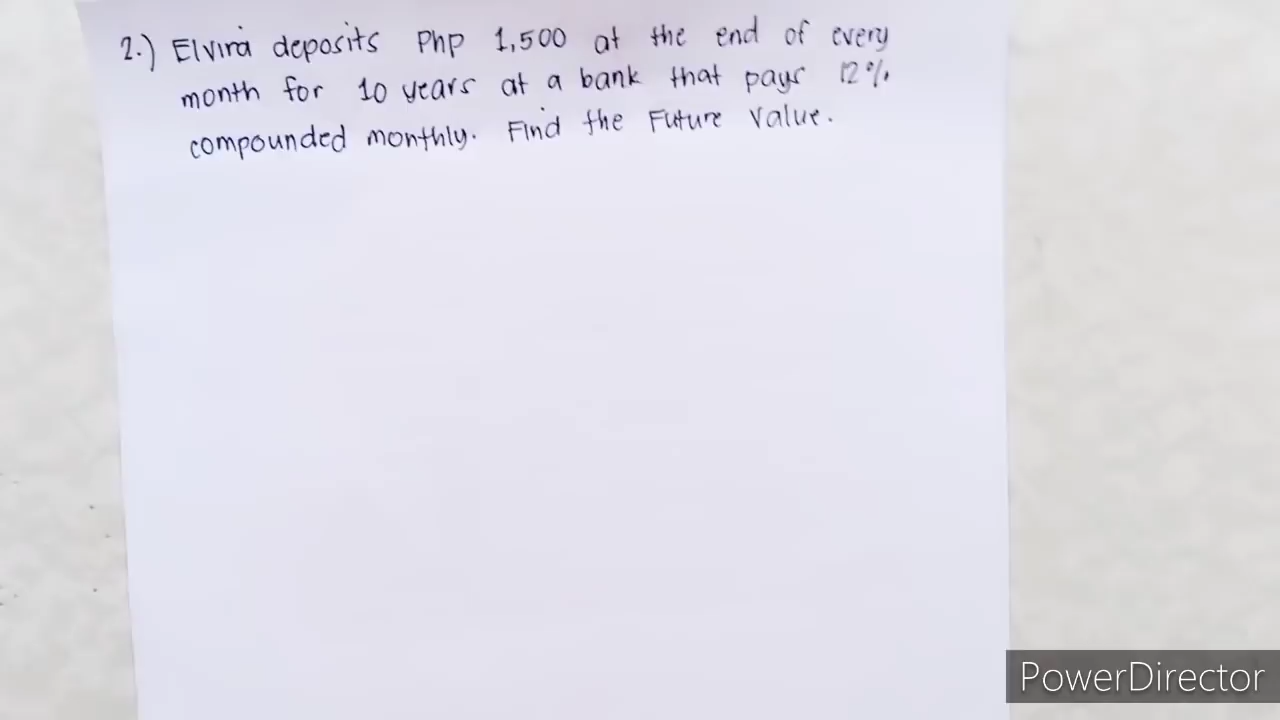 2.) Elvira deposits Php 1,500 at the end of every
month for 10 years at a bank that pays 12%
compounded monthly. Find the Future Value.
PowerDirector